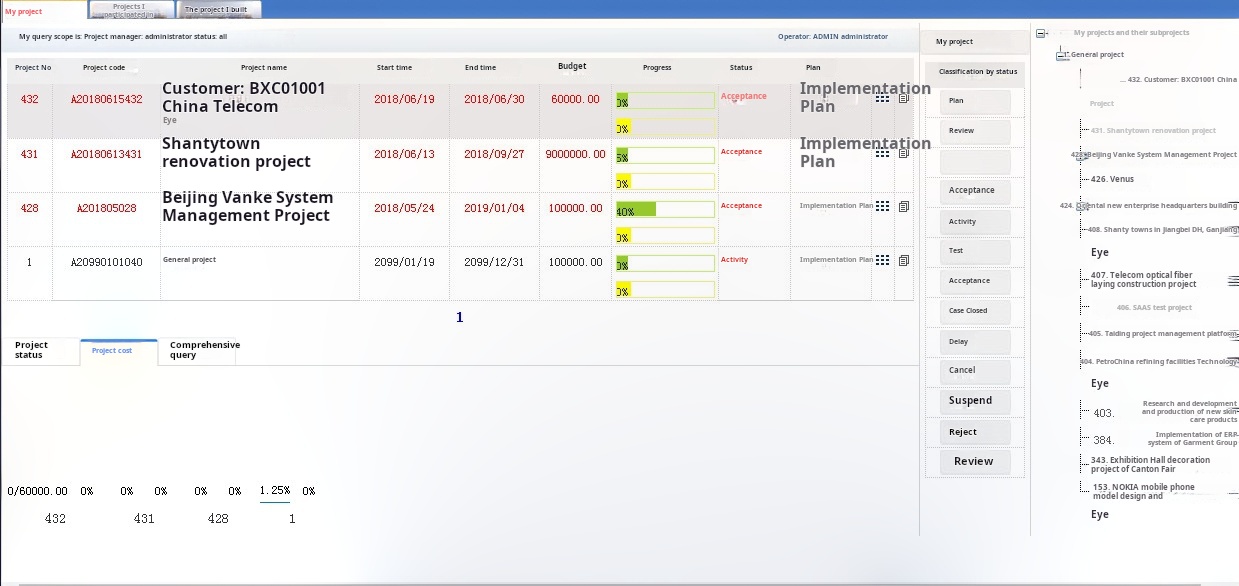 My project
Projects I
participated in
The project I built
My query scope is: Project manager: administrator status: all
Operator: ADMIN administrator
Project No Project code Project name Start time End time Budget Progress Status Plan
432 A20180615432 Customer: BXC01001 2018/06/19 2018/06/30 60000.00 0% Acceptance Implementation
China Telecom Plan
Eye
0%
431 A20180613431 Shantytown 2018/06/13 2018/09/27 9000000.00 5% Acceptance Implementation
renovation project Plan
0%
428 A201805028 Beijing Vanke System 2018/05/24 2019/01/04 100000.00 40% Acceptance Implementation Plan
Management Project
0%
1 A20990101040 General project 2099/01/19 2099/12/31 100000.00 0% Activity Implementation Plan
0%
1
Project
status
Project cost
Comprehensive
query
0/60000.00 0% 0% 0% 0% 0% 1.25% 0%
432 431 428 1
My project
Classification by status
Plan
Review
Acceptance
Activity
Test
Acceptance
Case Closed
Delay
Cancel
Suspend
Reject
Review
My projects and their subprojects
General project
... 432. Customer: BXC01001 China
Project
431. Shantytown renovation project
428. Beijing Vanke System Management Project
426. Venus
424. Oriental new enterprise headquarters building
408. Shanty towns in Jiangbei DH, Ganjiang
Eye
407. Telecom optical fiber
laying construction project
406. SAAS test project
405. Taiding project management platform
404. PetroChina refining facilities Technology
Eye
403. Research and development
and production of new skin
care products
384. Implementation of ERP
system of Garment Group
343. Exhibition Hall decoration
project of Canton Fair
153. NOKIA mobile phone
model design and
Eye